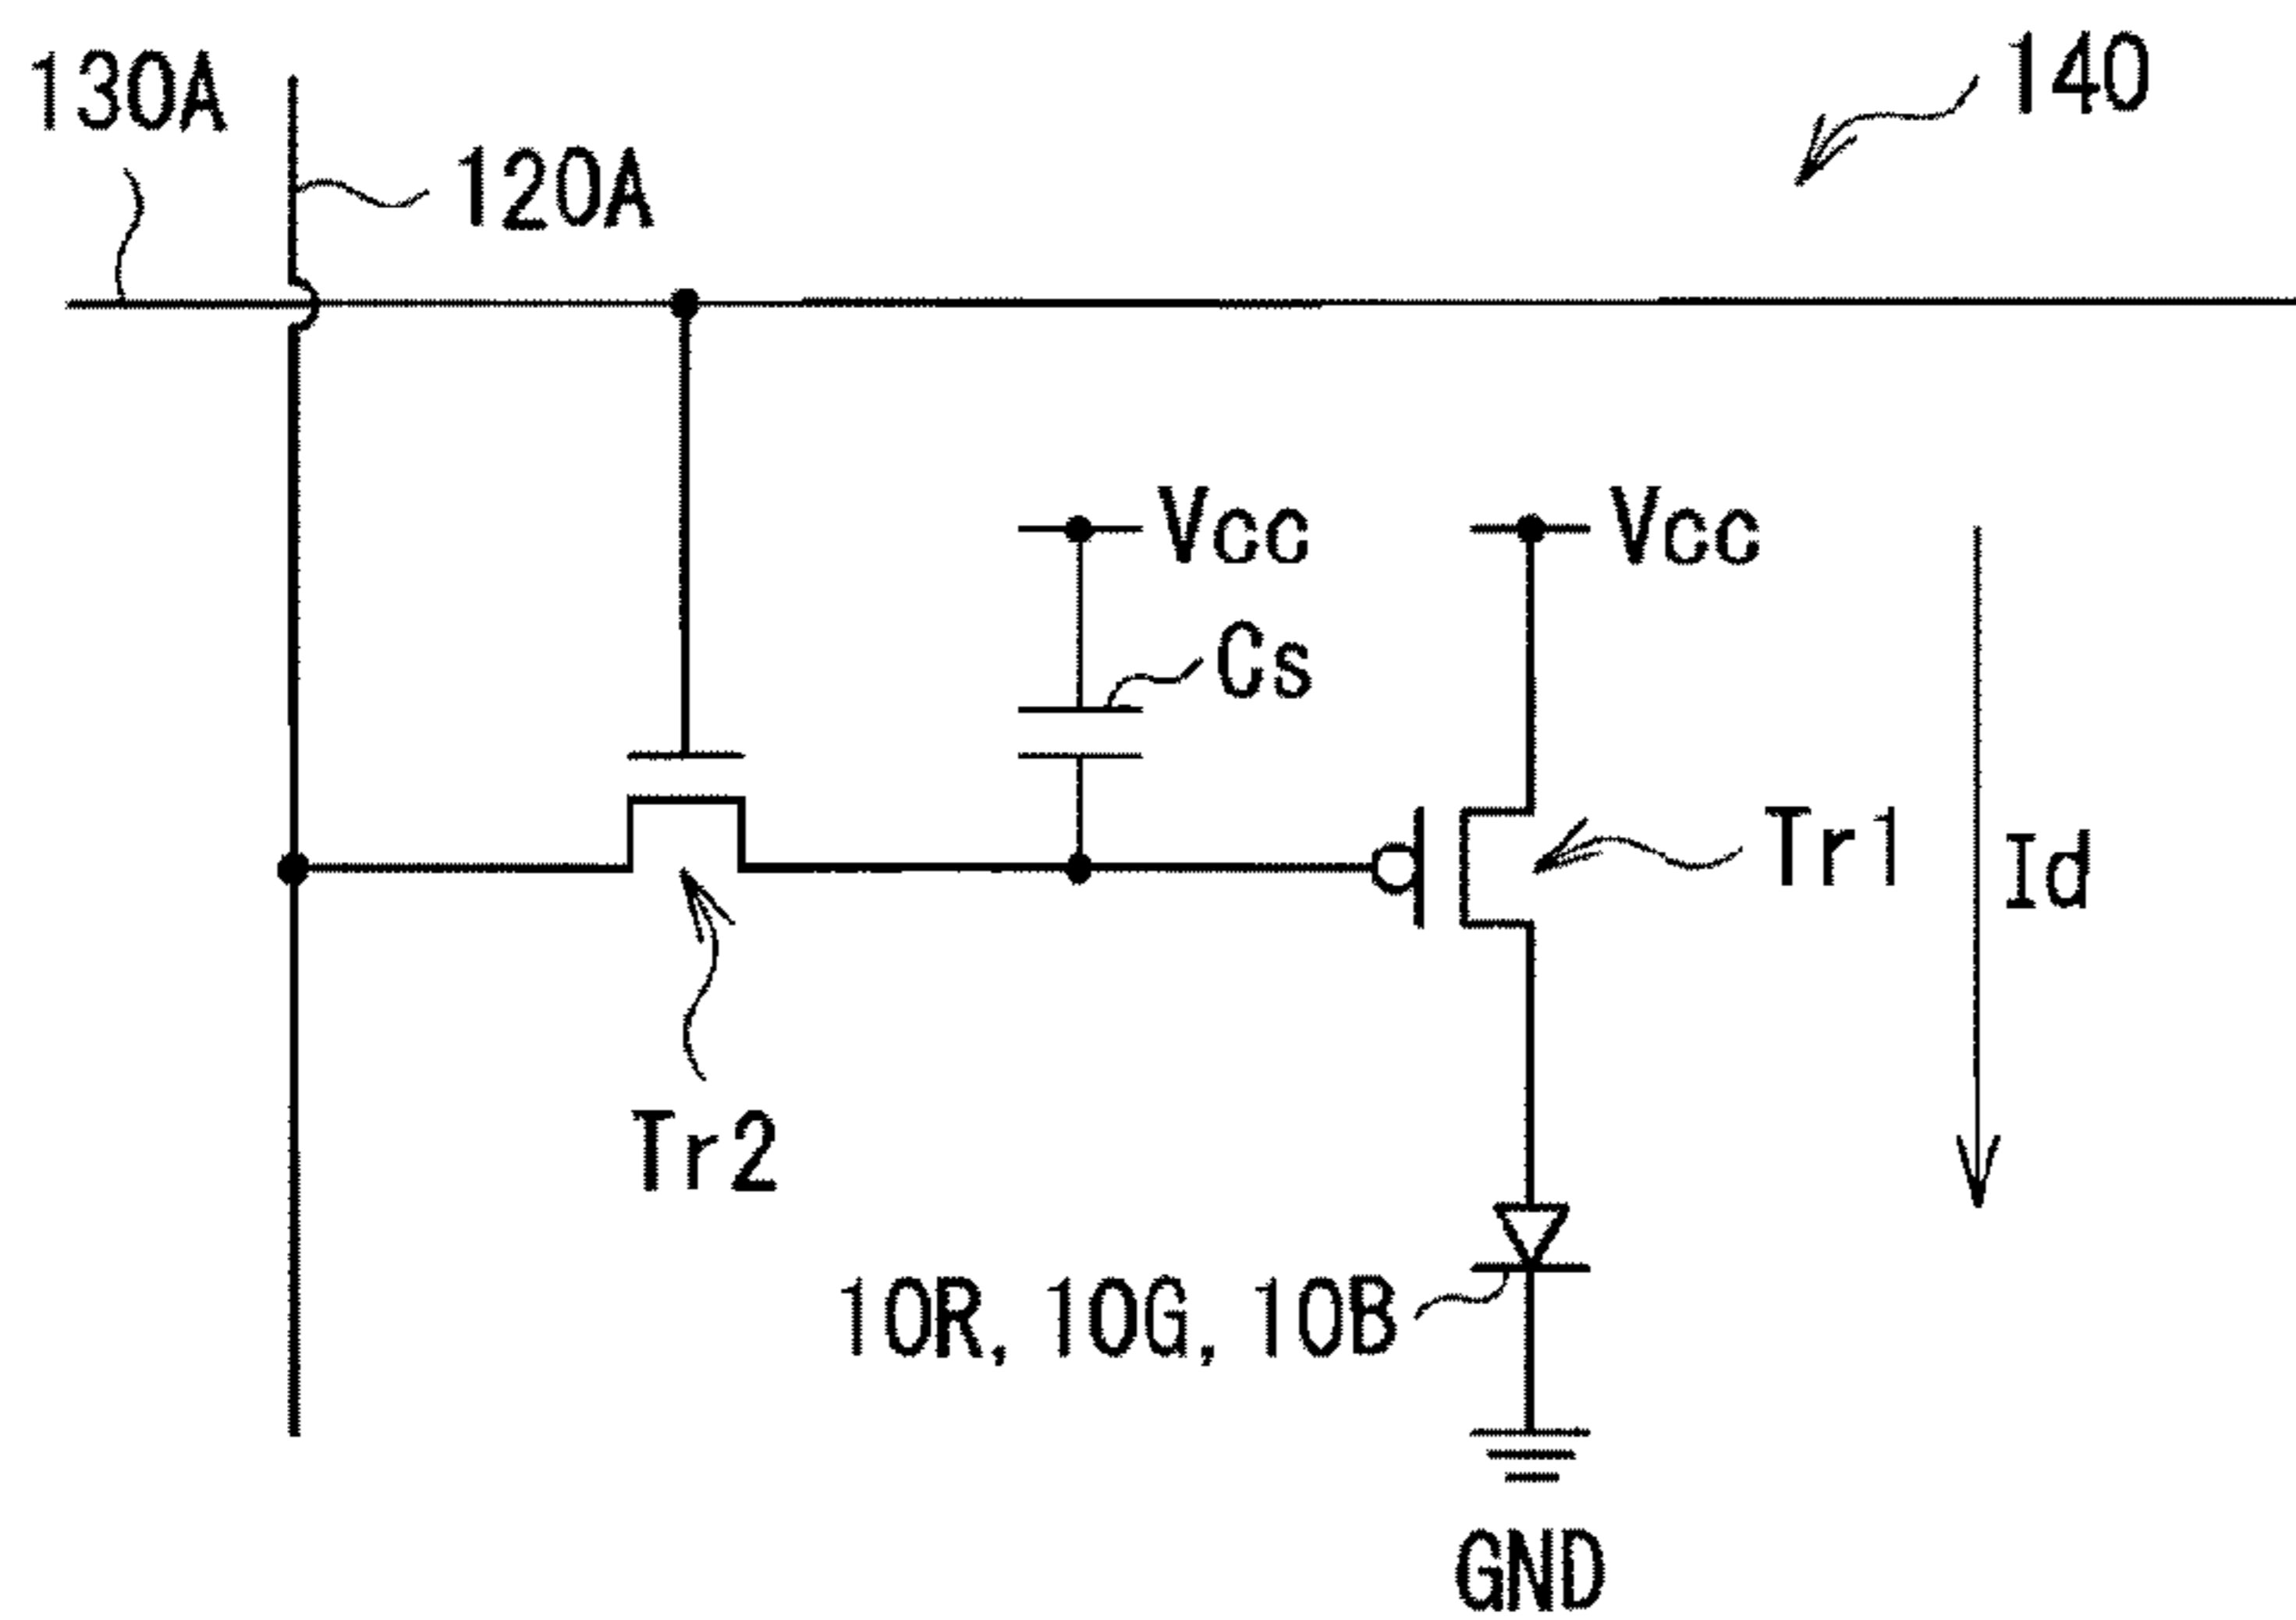 130A
140
120A
Vcc
Vcc
Cs
Tr1
Id
Tr2
10R, 10G, 10B
GND